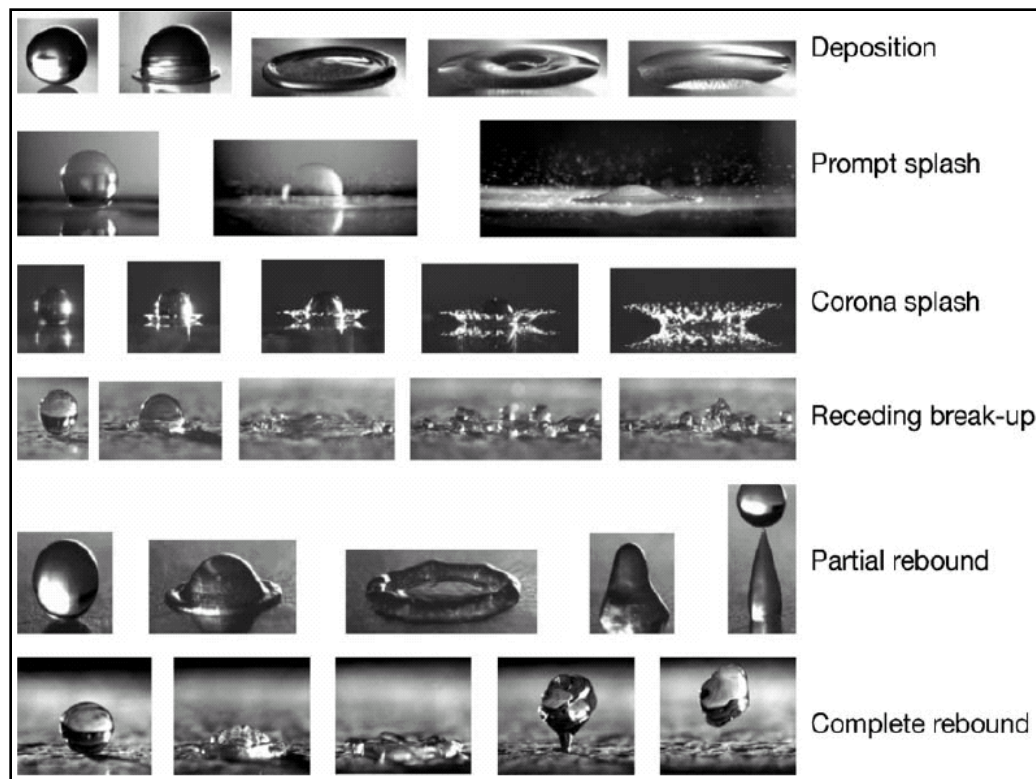 Deposition
Prompt splash
Corona splash
Receding break-up
Partial rebound
Complete rebound